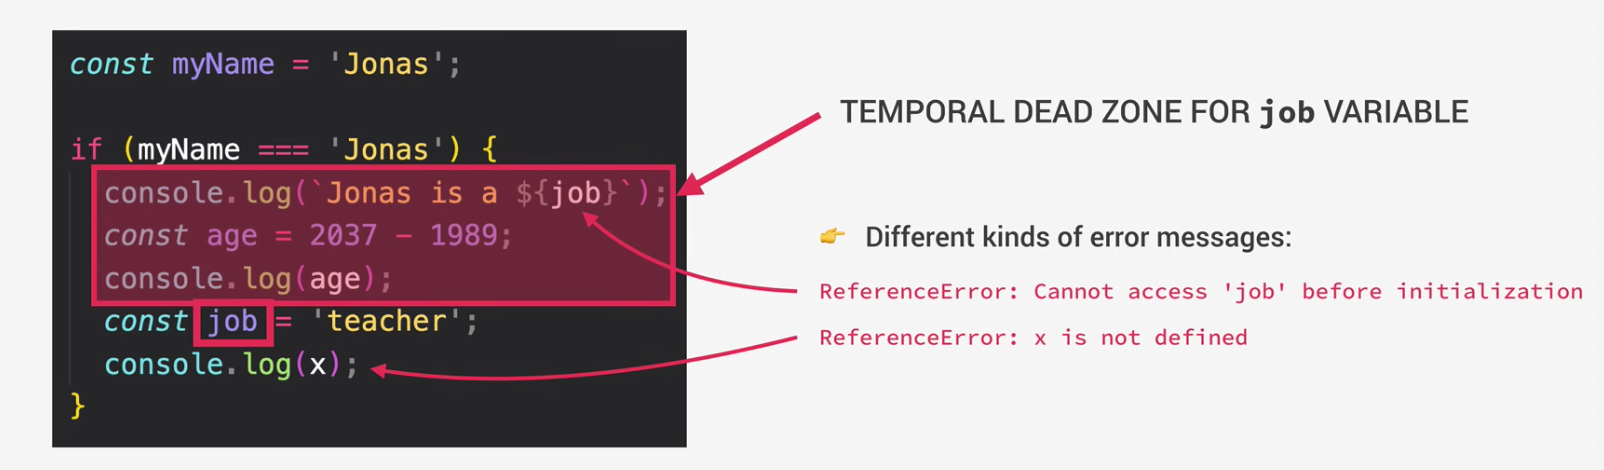 const myName = 'Jonas';
if (myName === 'Jonas') {
console.log(`Jonas is a ${job}`);
const age = 2037 - 1989;
console.log(age);
const job = 'teacher';
console.log(x);
}
TEMPORAL DEAD ZONE FOR job VARIABLE
👉 Different kinds of error messages:
ReferenceError: Cannot access 'job' before initialization
ReferenceError: x is not defined